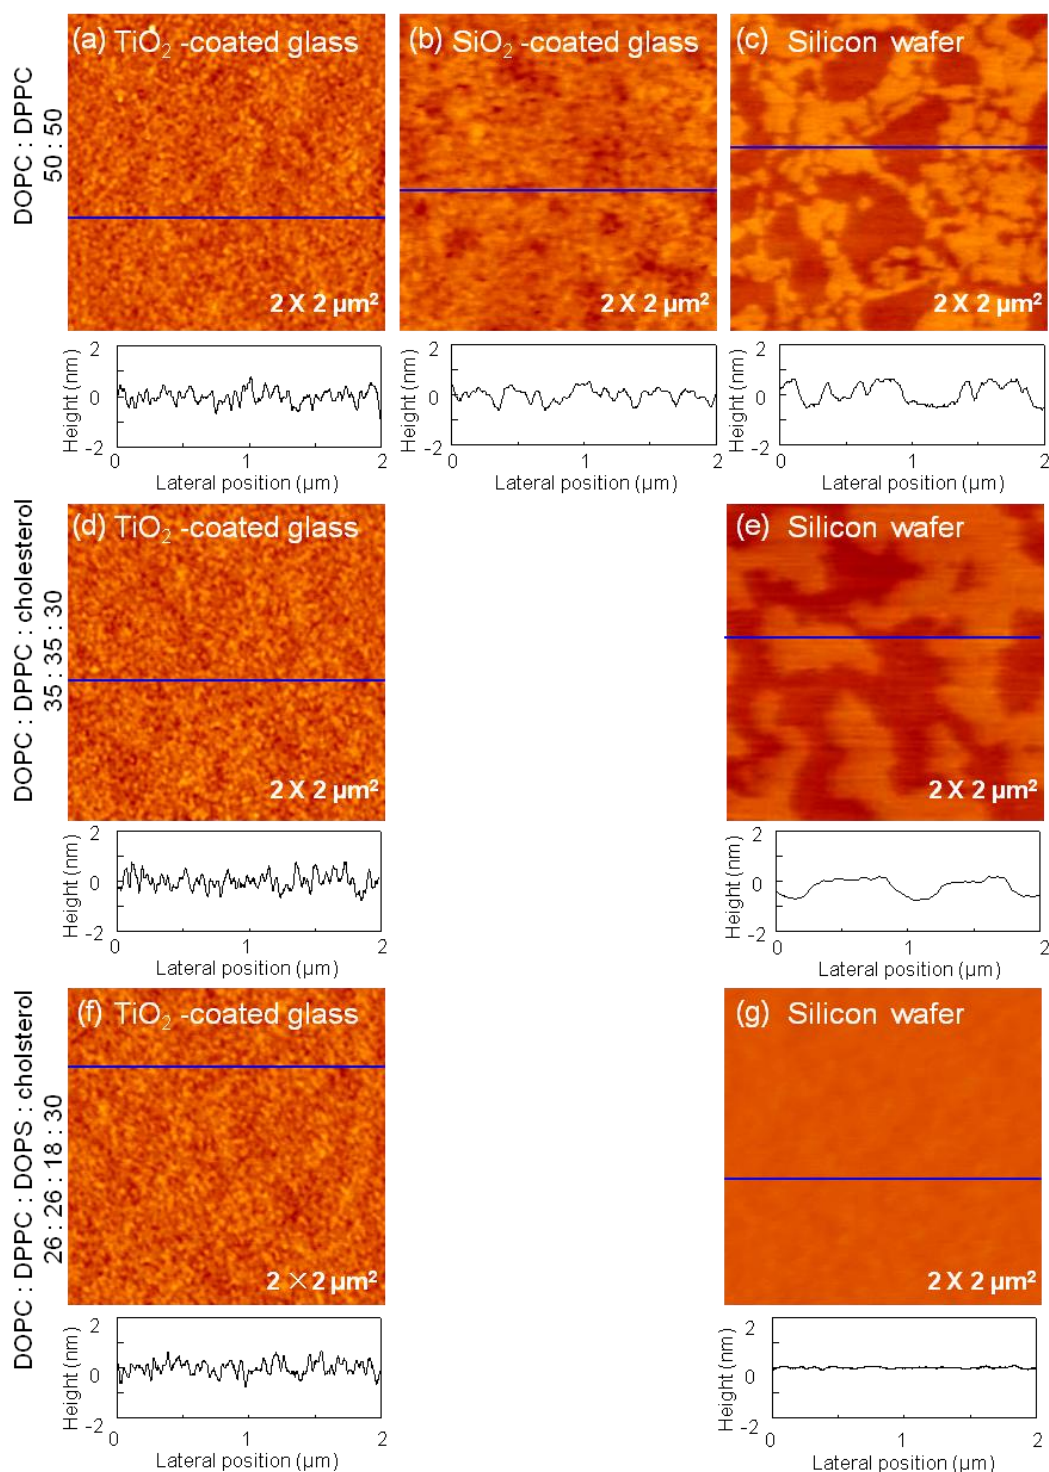 DOPC : DPPC
50 : 50
(a) TiO₂ -coated glass
2 X 2 µm²
Height (nm)
2
0
-2
0 1 2
Lateral position (µm)
(b) SiO₂ -coated glass
2 X 2 µm²
Height (nm)
2
0
-2
0 1 2
Lateral position (µm)
(c) Silicon wafer
2 X 2 µm²
Height (nm)
2
0
-2
0 1 2
Lateral position (µm)
DOPC : DPPC : cholesterol
35 : 35 : 30
(d) TiO₂ -coated glass
2 X 2 µm²
Height (nm)
2
0
-2
0 1 2
Lateral position (µm)
(e) Silicon wafer
2 X 2 µm²
Height (nm)
2
0
-2
0 1 2
Lateral position (µm)
DOPC : DPPC : DOPS : cholsterol
26 : 26 : 18 : 30
(f) TiO₂ -coated glass
2 × 2 µm²
Height (nm)
2
0
-2
0 1 2
Lateral position (µm)
(g) Silicon wafer
2 X 2 µm²
Height (nm)
2
0
-2
0 1 2
Lateral position (µm)